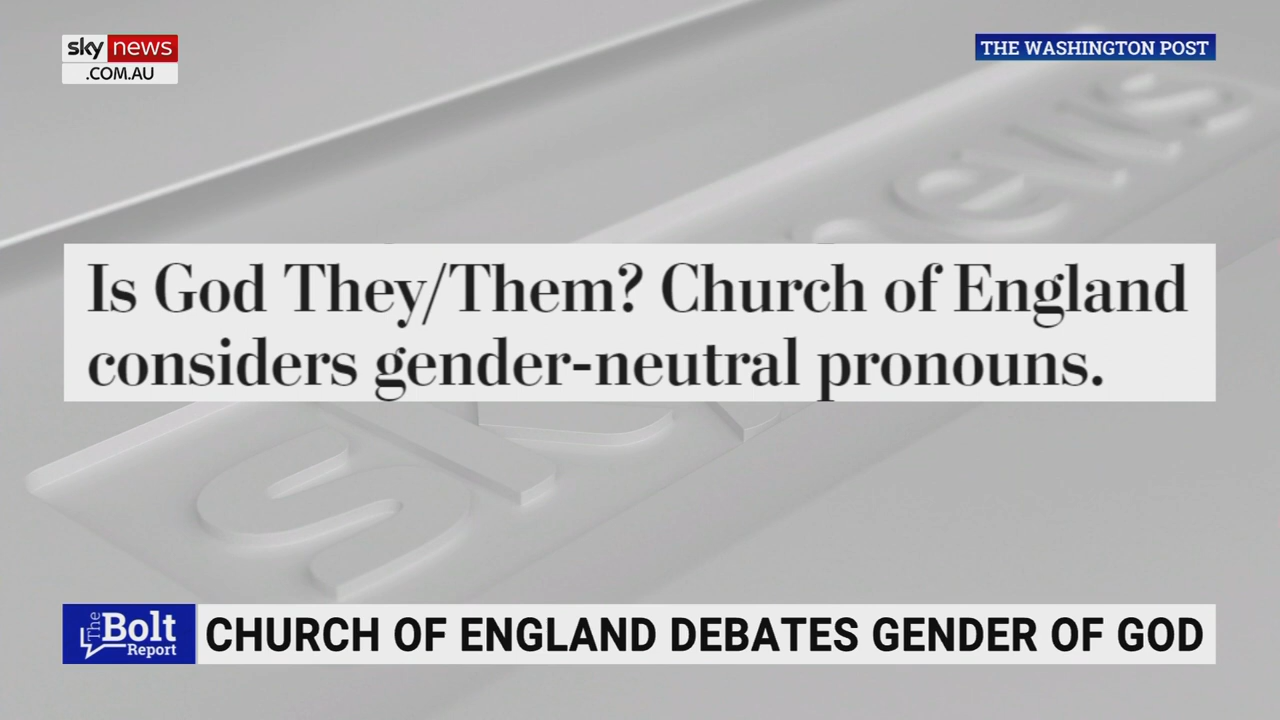 sky news
.COM.AU
THE WASHINGTON POST
Is God They/Them? Church of England
considers gender-neutral pronouns.
The Bolt Report
CHURCH OF ENGLAND DEBATES GENDER OF GOD